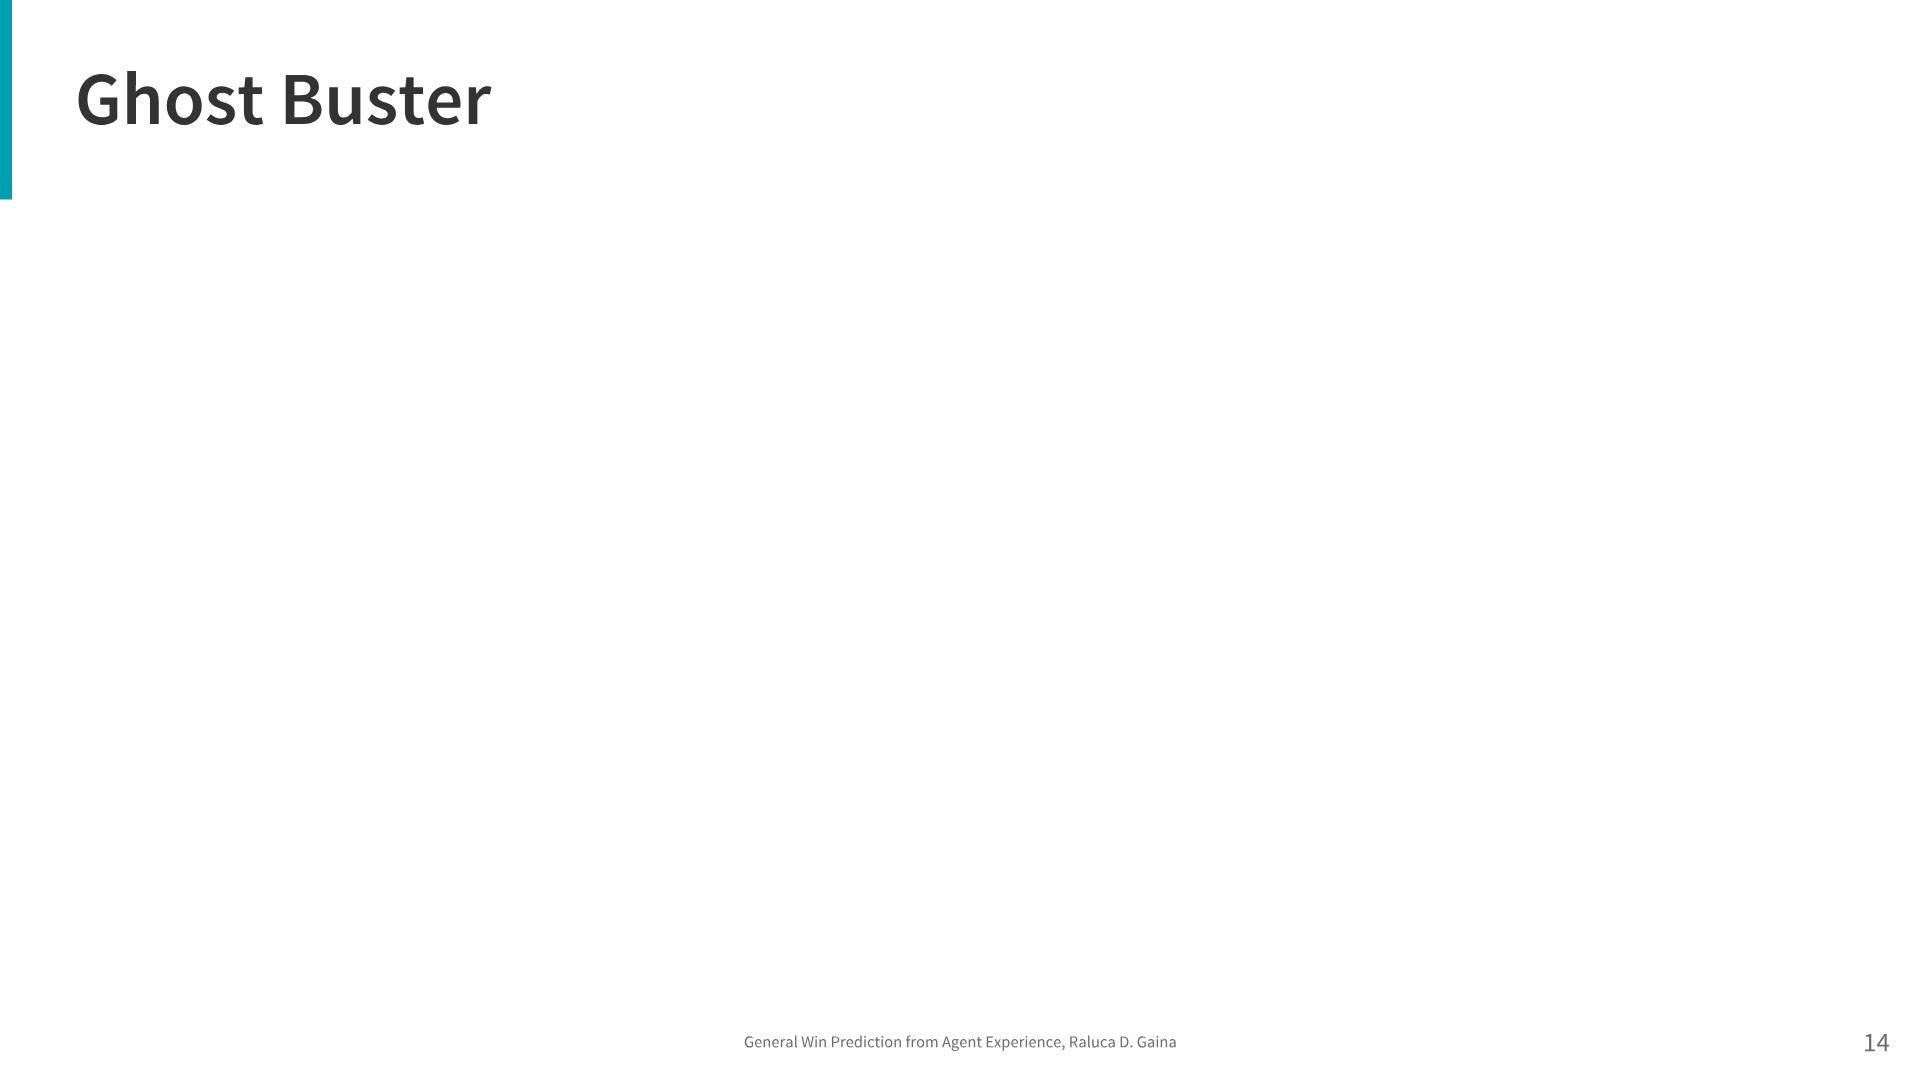 Ghost Buster
General Win Prediction from Agent Experience, Raluca D. Gaina
14